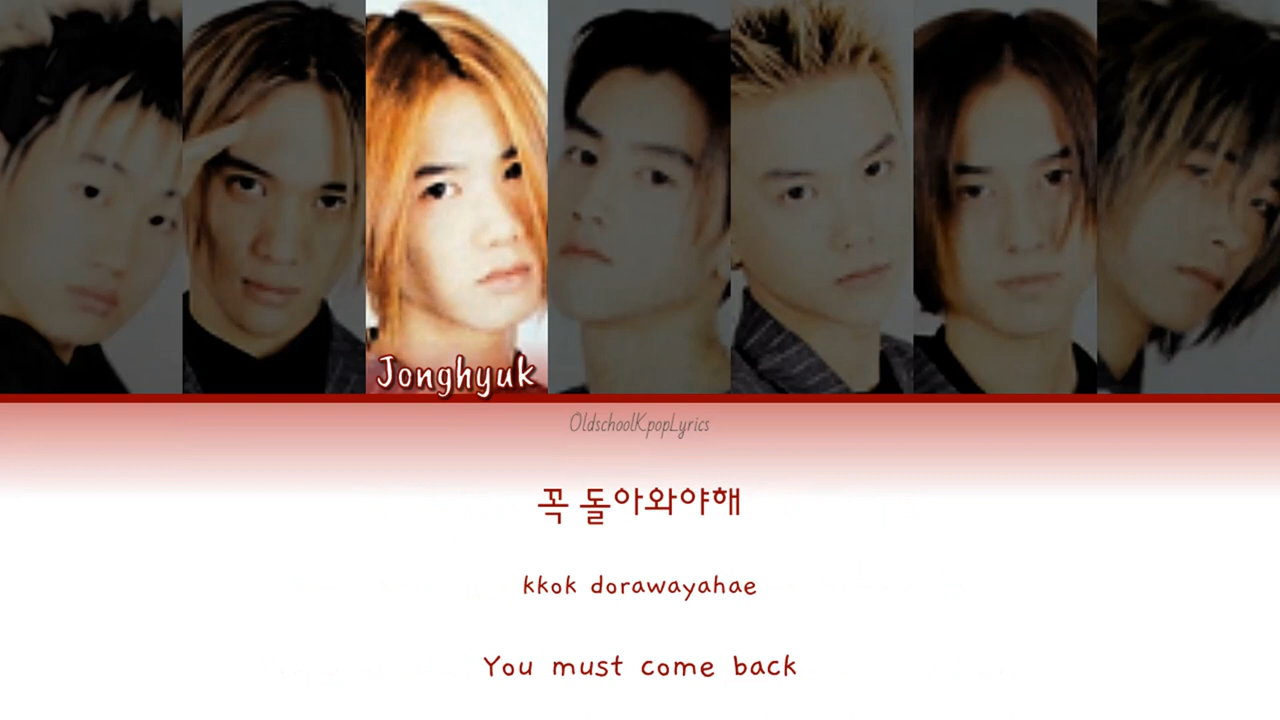 Jonghyuk
OldschoolKpopLyrics
꼭 돌아와야해
kkok dorawayahae
You must come back